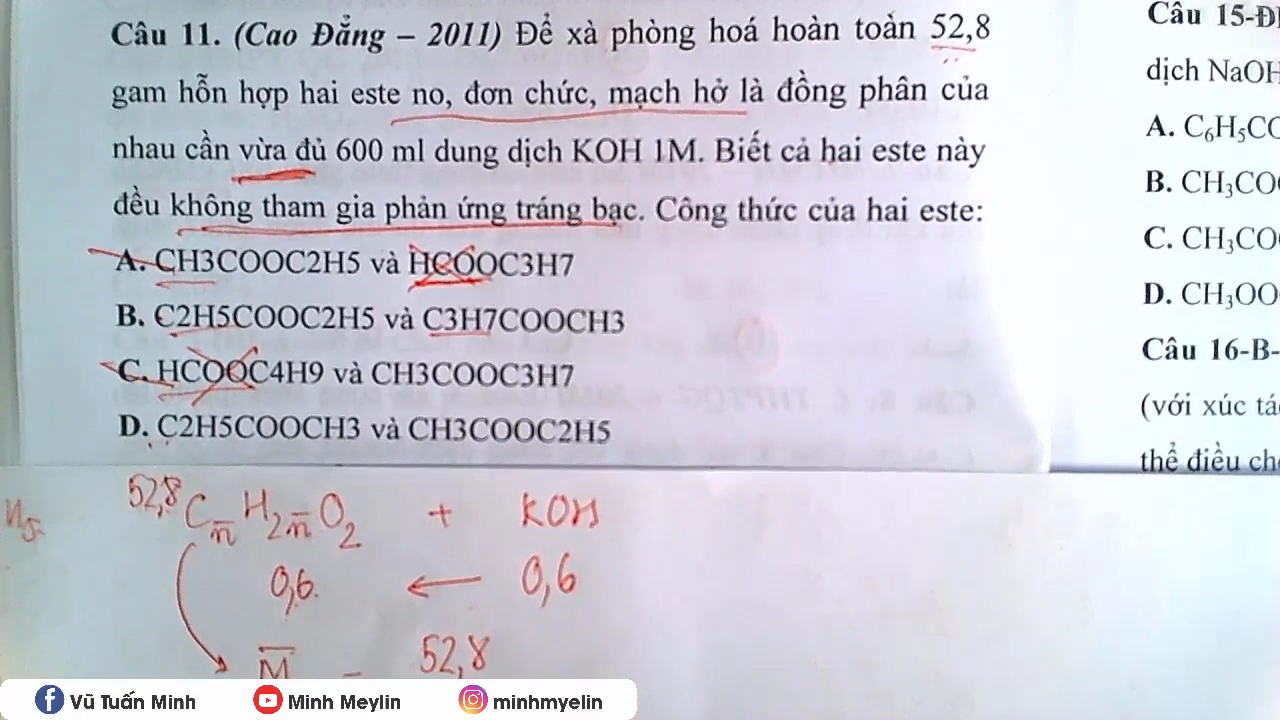 Câu 11. (Cao Đẳng – 2011) Để xà phòng hoá hoàn toàn 52,8
gam hỗn hợp hai este no, đơn chức, mạch hở là đồng phân của
nhau cần vừa đủ 600 ml dung dịch KOH 1M. Biết cả hai este này
đều không tham gia phản ứng tráng bạc. Công thức của hai este:
A. CH3COOC2H5 và HCOOC3H7
B. C2H5COOC2H5 và C3H7COOCH3
C. HCOOC4H9 và CH3COOC3H7
D. C2H5COOCH3 và CH3COOC2H5
Câu 15-
dịch NaOH
A. C₆H₅CO
B. CH₃CO
C. CH₃CO
D. CH₃OO
Câu 16-B-
(với xúc tá
thể điều ch
52,8 Cn̅H2n̅O2 + KOH
0,6 ← 0,6
M̅ = 52,8
Vũ Tuấn Minh
Minh Meylin
minhmyelin